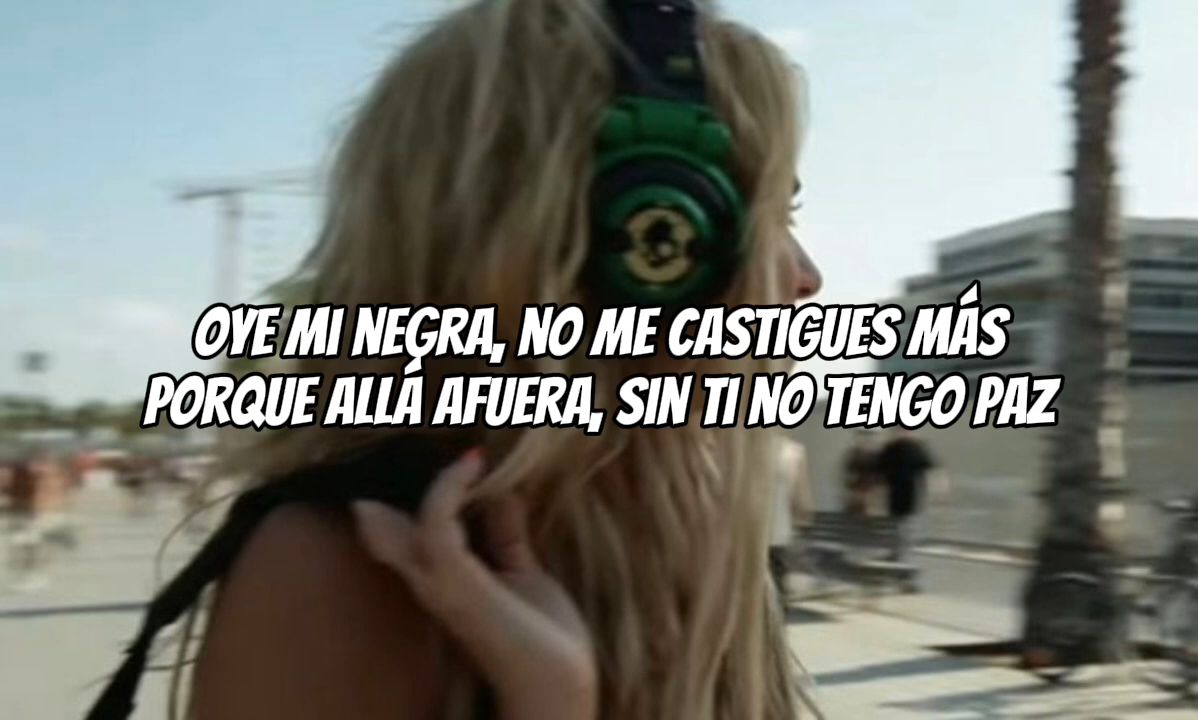 OYE MI NEGRA, NO ME CASTIGUES MÁS
PORQUE ALLÁ AFUERA, SIN TI NO TENGO PAZ